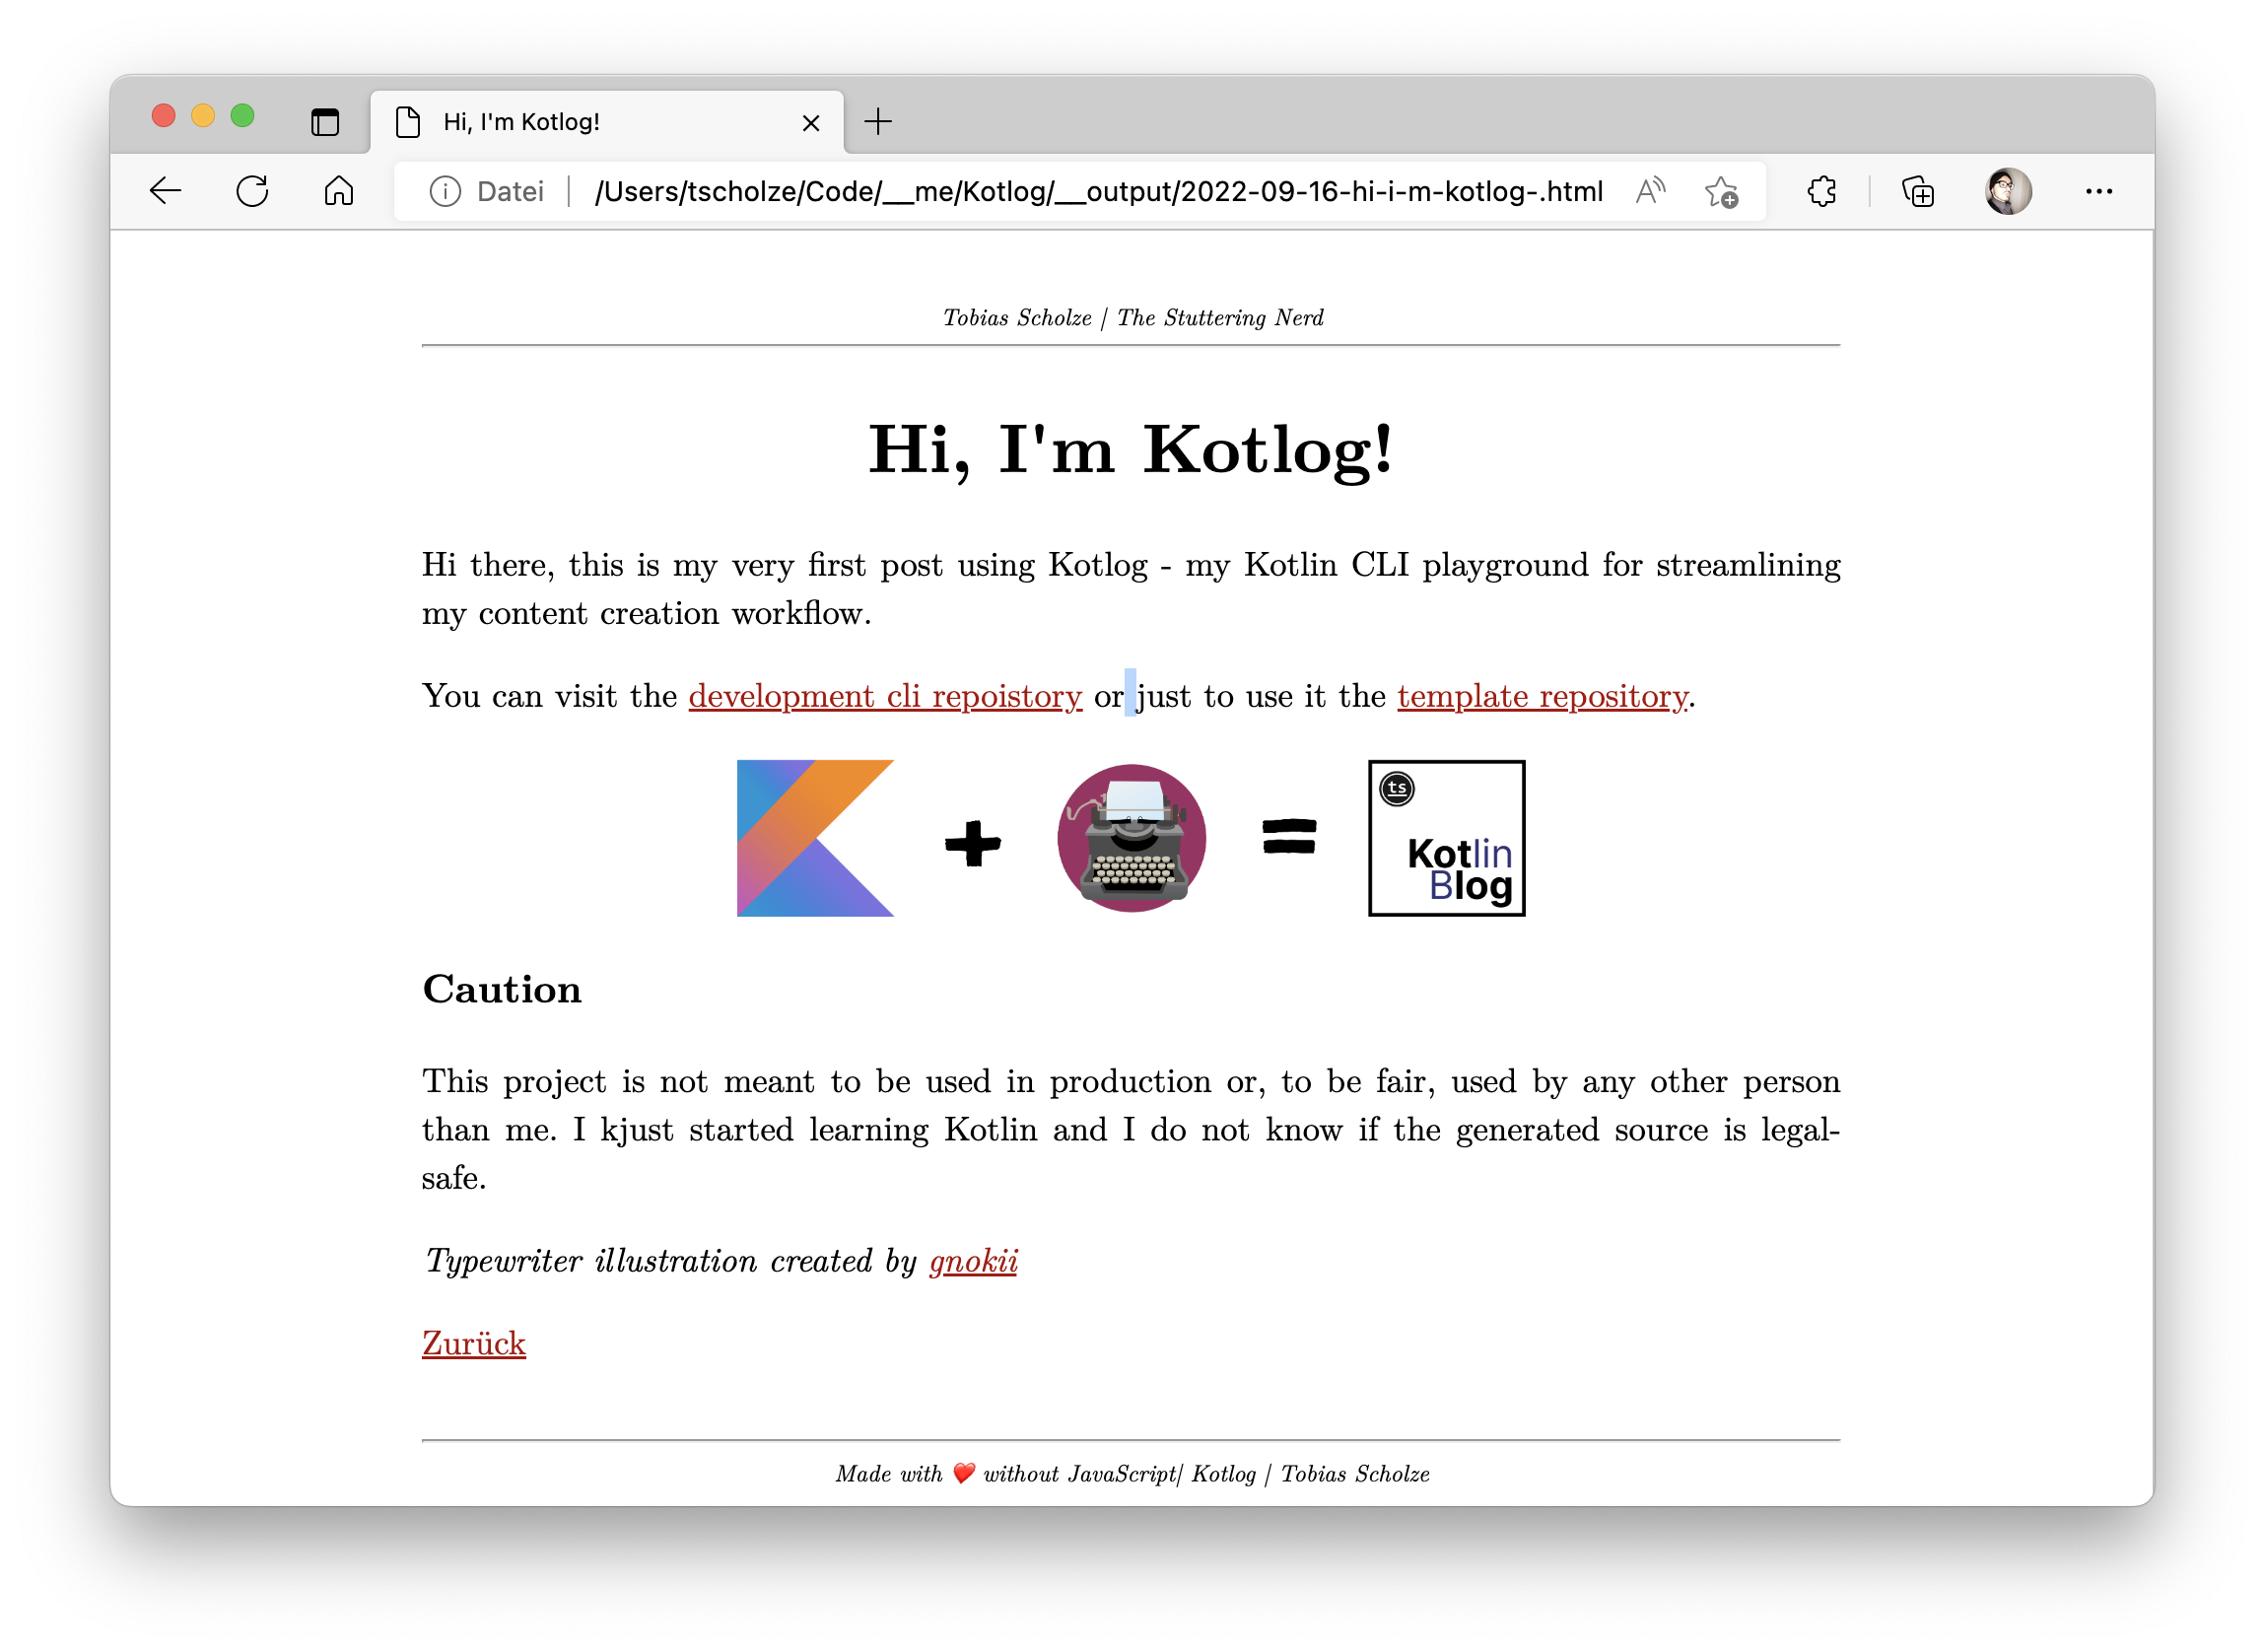 Hi, I'm Kotlog!
Datei /Users/tscholze/Code/__me/Kotlog/__output/2022-09-16-hi-i-m-kotlog-.html
Tobias Scholze | The Stuttering Nerd
Hi, I'm Kotlog!
Hi there, this is my very first post using Kotlog - my Kotlin CLI playground for streamlining
my content creation workflow.
You can visit the development cli repoistory or just to use it the template repository.
ts
Kotlin
Blog
Caution
This project is not meant to be used in production or, to be fair, used by any other person
than me. I kjust started learning Kotlin and I do not know if the generated source is legal-
safe.
Typewriter illustration created by gnokii
Zurück
Made with ❤️ without JavaScript| Kotlog | Tobias Scholze